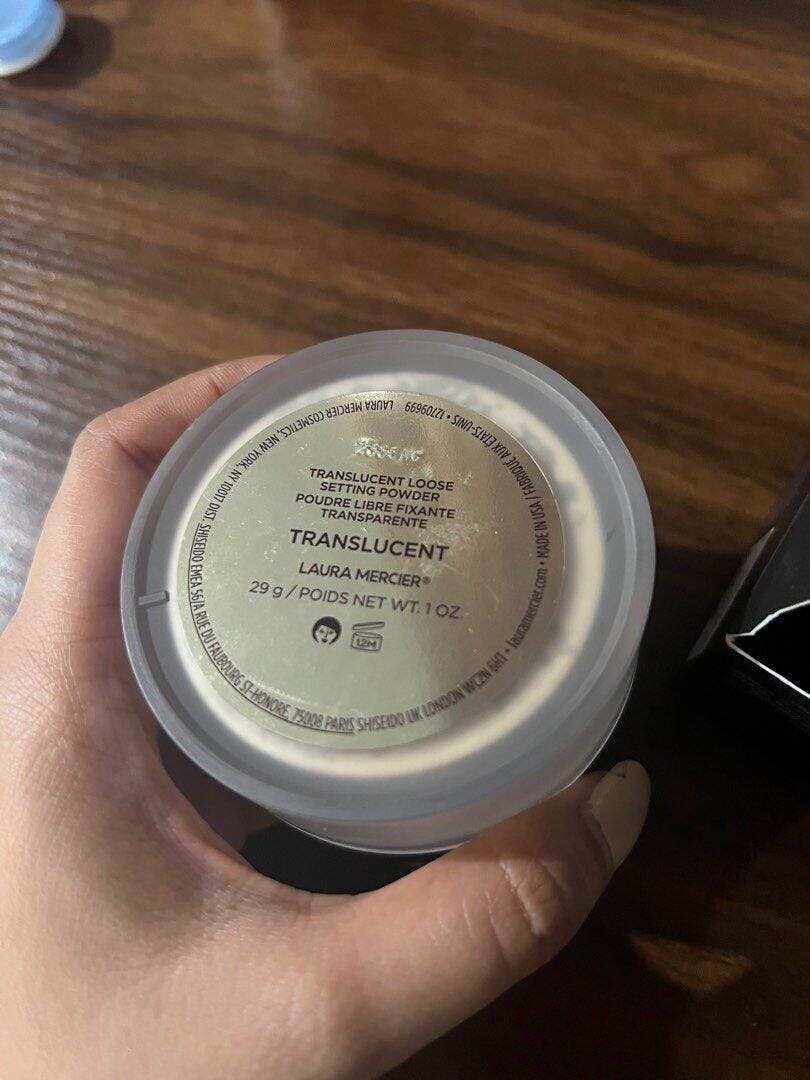 TRANSLUCENT LOOSE
SETTING POWDER
POUDRE LIBRE FIXANTE
TRANSPARENTE
TRANSLUCENT
LAURA MERCIER®
29 g / POIDS NET WT. 1 OZ.
12M
LAURA MERCIER COSMETICS, NEW YORK, NY 10017 DIST. SHISEIDO EMEA 56/A RUE DU FAUBOURG ST-HONORE, 75008 PARIS SHISEIDO UK LONDON WC2N 6HT • lauramercier.com • MADE IN USA / FABRIQUÉ AUX ÉTATS-UNIS • 12709699